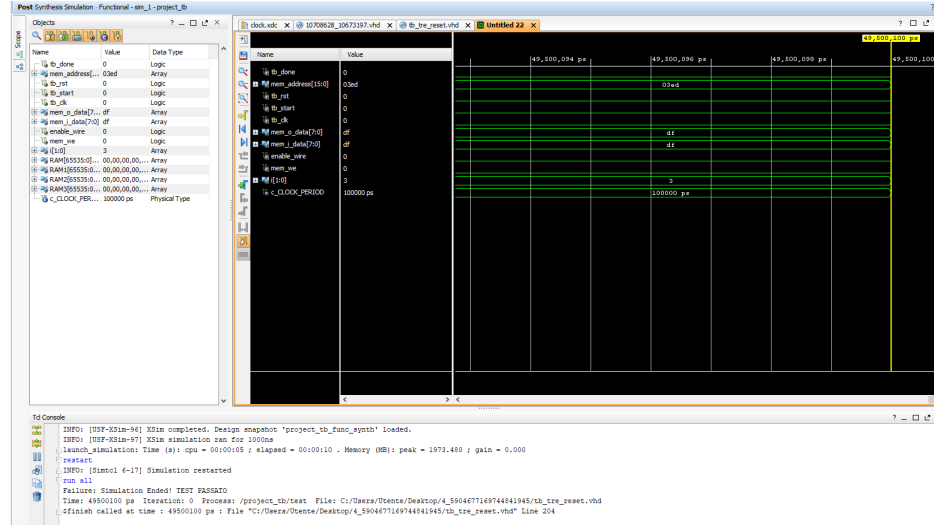 Post Synthesis Simulation - Functional - sim_1 - project_tb
Scope
Objects
Name Value Data Type
tb_done 0 Logic
mem_address[... 03ed Array
tb_rst 0 Logic
tb_start 0 Logic
tb_clk 0 Logic
mem_o_data[7... df Array
mem_i_data[7:0] df Array
enable_wire 0 Logic
mem_we 0 Logic
i[1:0] 3 Array
RAM[65535:0]... 00,00,00,00,... Array
RAM1[65535:0... 00,00,00,00,... Array
RAM2[65535:0... 00,00,00,00,... Array
RAM3[65535:0... 00,00,00,00,... Array
c_CLOCK_PER... 100000 ps Physical Type
clock.xdc 10708628_10673197.vhd tb_tre_reset.vhd Untitled 22
49,500,100 ps
Name Value
49,500,094 ps 49,500,096 ps 49,500,098 ps 49,500,100
tb_done 0
mem_address[15:0] 03ed 03ed
tb_rst 0
tb_start 0
tb_clk 0
mem_o_data[7:0] df df
mem_i_data[7:0] df df
enable_wire 0
mem_we 0
i[1:0] 3 3
c_CLOCK_PERIOD 100000 ps 100000 ps
Tcl Console
INFO: [USF-XSim-96] XSim completed. Design snapshot 'project_tb_func_synth' loaded.
INFO: [USF-XSim-97] XSim simulation ran for 1000ns
launch_simulation: Time (s): cpu = 00:00:05 ; elapsed = 00:00:10 . Memory (MB): peak = 1973.480 ; gain = 0.000
restart
INFO: [Simtcl 6-17] Simulation restarted
run all
Failure: Simulation Ended! TEST PASSATO
Time: 49500100 ps Iteration: 0 Process: /project_tb/test File: C:/Users/Utente/Desktop/4_5904677169744841945/tb_tre_reset.vhd
$finish called at time : 49500100 ps : File "C:/Users/Utente/Desktop/4_5904677169744841945/tb_tre_reset.vhd" Line 204